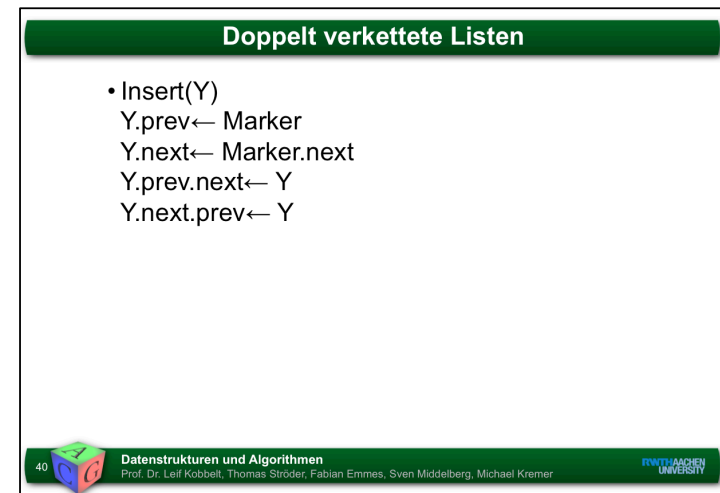 Doppelt verkettete Listen
• Insert(Y)
Y.prev← Marker
Y.next← Marker.next
Y.prev.next← Y
Y.next.prev← Y
40
A
C G
Datenstrukturen und Algorithmen
Prof. Dr. Leif Kobbelt, Thomas Ströder, Fabian Emmes, Sven Middelberg, Michael Kremer
RWTHAACHEN
UNIVERSITY